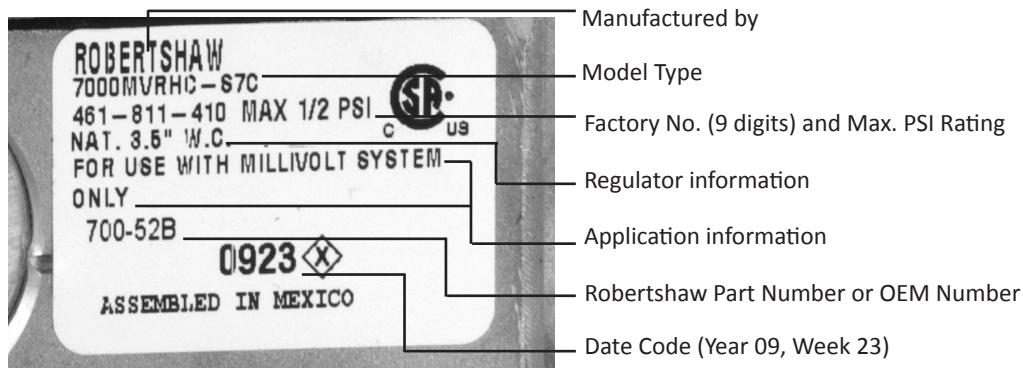 ROBERTSHAW
7000MVRHC-S7C
461-811-410 MAX 1/2 PSI
NAT. 3.5" W.C.
FOR USE WITH MILLIVOLT SYSTEM
ONLY
700-52B
0923 X
ASSEMBLED IN MEXICO
C SA US
Manufactured by
Model Type
Factory No. (9 digits) and Max. PSI Rating
Regulator information
Application information
Robertshaw Part Number or OEM Number
Date Code (Year 09, Week 23)